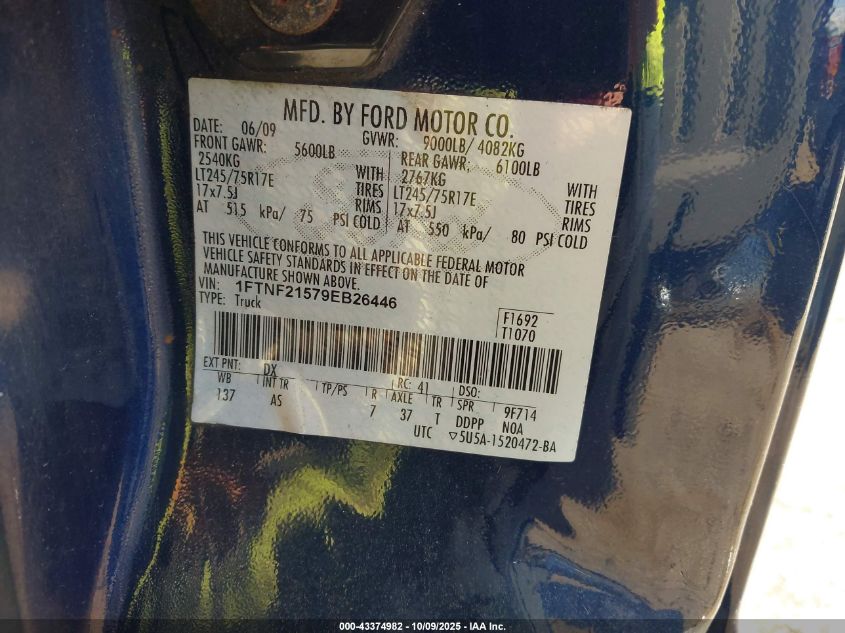 MFD. BY FORD MOTOR CO.
DATE: 06/09 GVWR: 9000LB/ 4082KG
FRONT GAWR: 5600LB REAR GAWR: 6100LB
2540KG WITH 2767KG WITH
LT245/75R17E TIRES LT245/75R17E TIRES
17x7.5J RIMS 17x7.5J RIMS
AT 515 kPa/ 75 PSI COLD AT 550 kPa/ 80 PSI COLD
THIS VEHICLE CONFORMS TO ALL APPLICABLE FEDERAL MOTOR
VEHICLE SAFETY STANDARDS IN EFFECT ON THE DATE OF
MANUFACTURE SHOWN ABOVE.
VIN: 1FTNF21579EB26446
TYPE: Truck
F1692
T1070
EXT PNT: DX RC: 41 DSO:
WB INT TR TP/PS R AXLE TR SPR 9F714
137 AS 7 37 T DDPP N0A
UTC ▽5U5A-1520472-BA
000-43374982 - 10/09/2025 - IAA Inc.